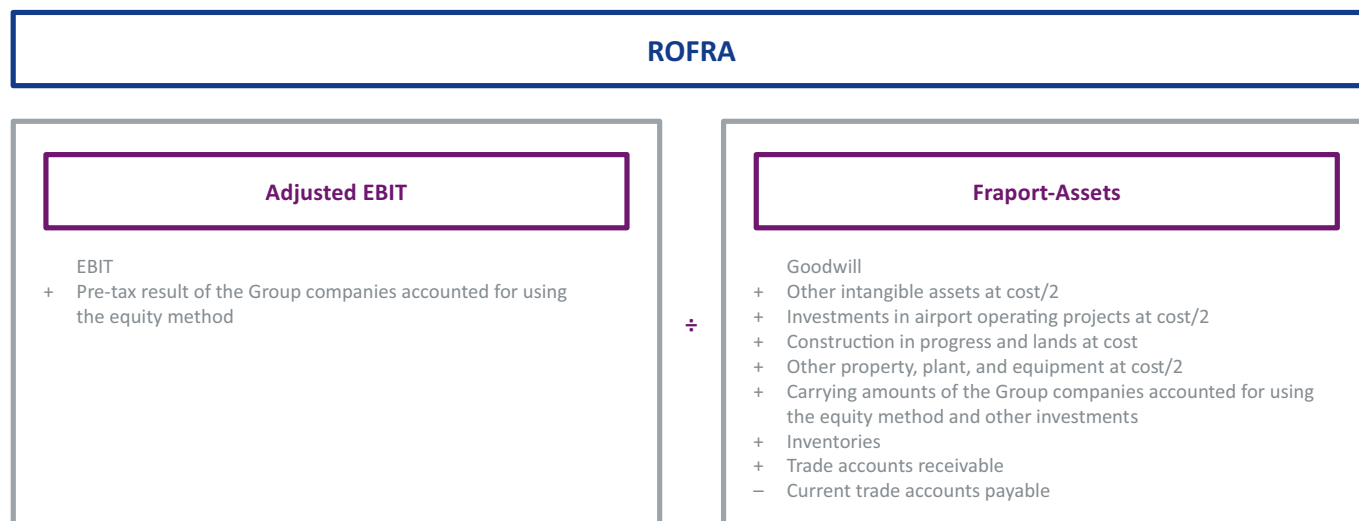 ROFRA
Adjusted EBIT
EBIT
+ Pre-tax result of the Group companies accounted for using
the equity method
÷
Fraport-Assets
Goodwill
+ Other intangible assets at cost/2
+ Investments in airport operating projects at cost/2
+ Construction in progress and lands at cost
+ Other property, plant, and equipment at cost/2
+ Carrying amounts of the Group companies accounted for using
the equity method and other investments
+ Inventories
+ Trade accounts receivable
– Current trade accounts payable